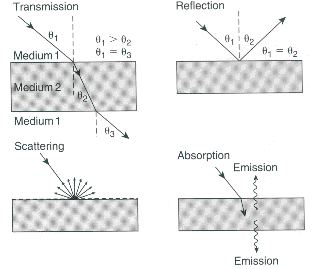 Transmission
θ1
θ1 > θ2
θ1 = θ3
Medium 1
Medium 2
θ2
Medium 1
θ3
Reflection
θ1 θ2
θ1 = θ2
Scattering
Absorption
Emission
Emission